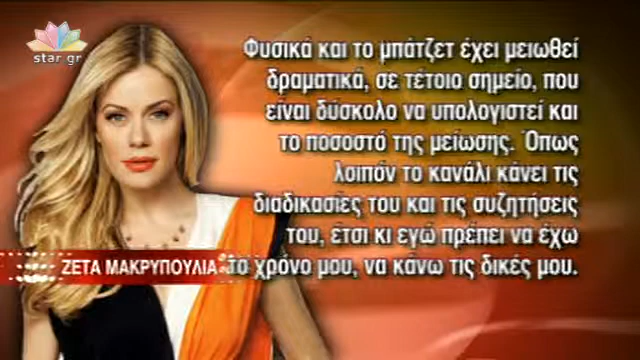 star gr
Φυσικά και το μπάτζετ έχει μειωθεί
δραματικά, σε τέτοιο σημείο, που
είναι δύσκολο να υπολογιστεί και
το ποσοστό της μείωσης. Όπως
λοιπόν το κανάλι κάνει τις
διαδικασίες του και τις συζητήσεις
του, έτσι κι εγώ πρέπει να έχω
το χρόνο μου, να κάνω τις δικές μου.
ΖΕΤΑ ΜΑΚΡΥΠΟΥΛΙΑ